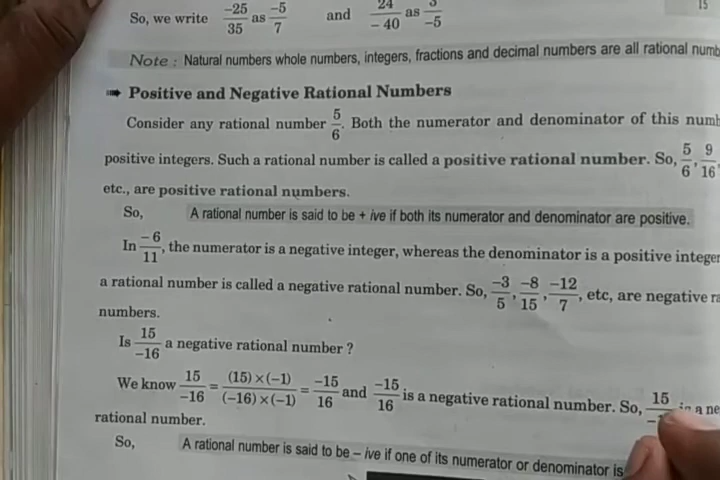 15
So, we write -25/35 as -5/7 and 24/-40 as 3/-5
Note : Natural numbers whole numbers, integers, fractions and decimal numbers are all rational
Positive and Negative Rational Numbers
Consider any rational number 5/6. Both the numerator and denominator of this
positive integers. Such a rational number is called a positive rational number. So, 5/6, 9/16,
etc., are positive rational numbers.
So, A rational number is said to be + ive if both its numerator and denominator are positive.
In -6/11, the numerator is a negative integer, whereas the denominator is a positive
a rational number is called a negative rational number. So, -3/5, -8/15, -12/7, etc, are negative
numbers.
Is 15/-16 a negative rational number ?
We know 15/-16 = (15)×(-1)/(-16)×(-1) = -15/16 and -15/16 is a negative rational number. So, 15 is a
rational number.
So, A rational number is said to be – ive if one of its numerator or denominator is